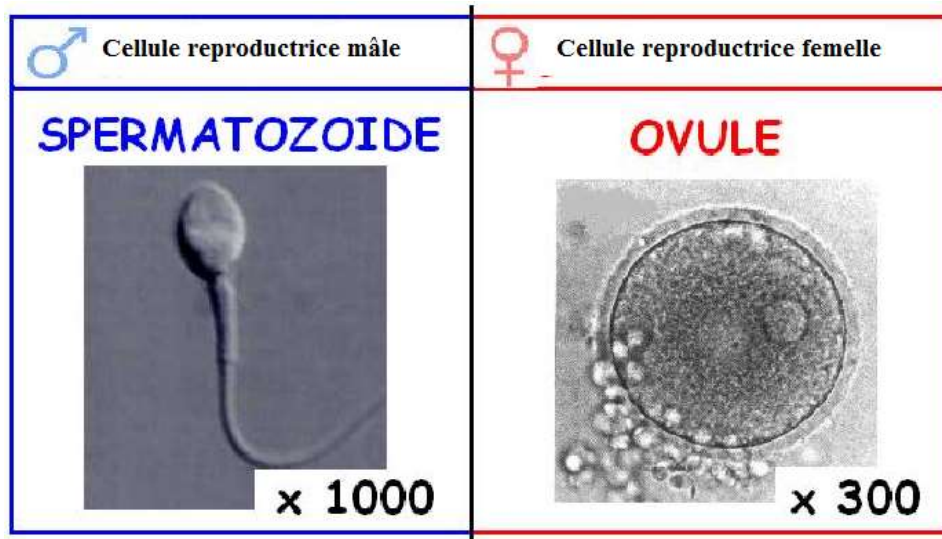 Cellule reproductrice mâle
SPERMATOZOIDE
x 1000
Cellule reproductrice femelle
OVULE
x 300